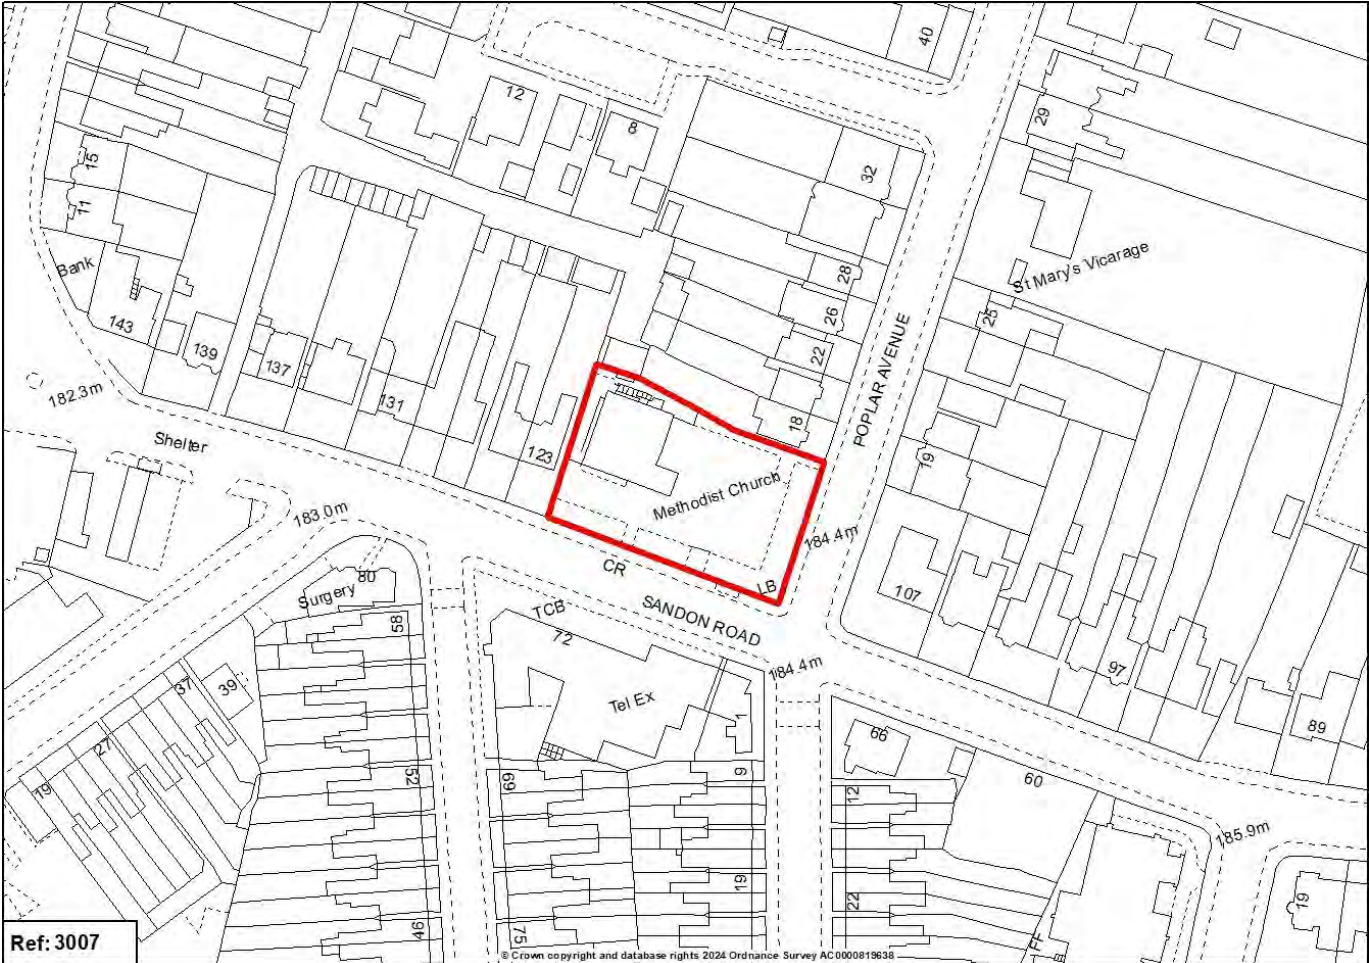 40
12
8
29
15
32
11
St Mary's Vicarage
Bank
28
25
143
26
139
22
137
POPLAR AVENUE
182.3m
131
18
Shelter
123
19
Methodist Church
183.0m
184.4m
CR
LB
107
80
Surgery
TCB
SANDON ROAD
58
72
184.4m
97
37
39
Tel Ex
1
66
89
27
52
69
9
60
19
12
185.9m
19
22
19
46
75
FF
Ref: 3007
© Crown copyright and database rights 2024 Ordnance Survey AC0000819638